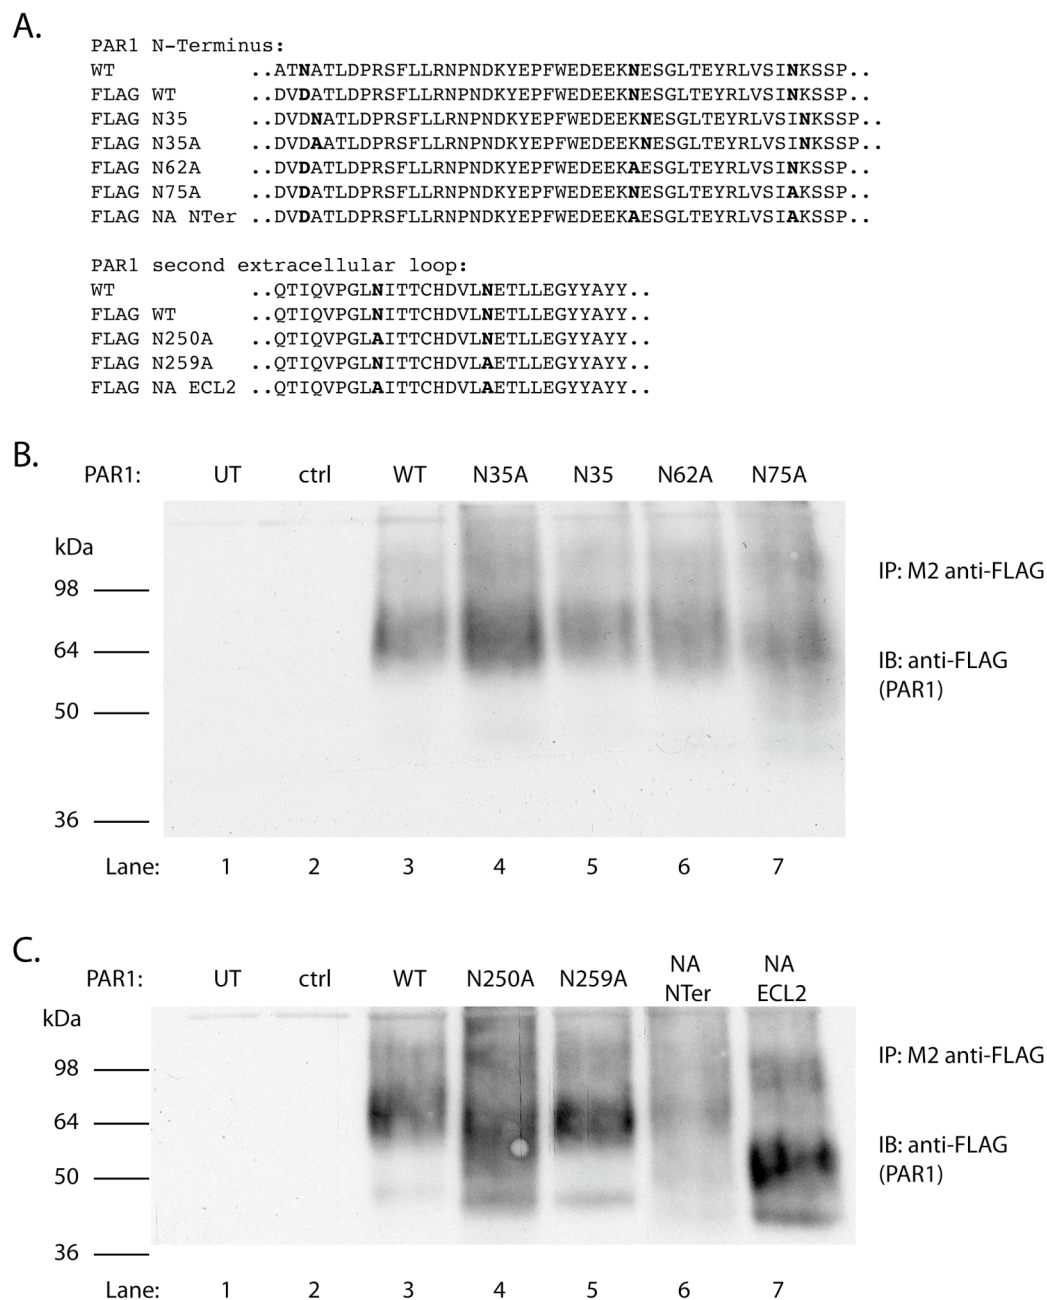 A.
PAR1 N-Terminus:
WT ..ATNATLDPRSFLLRNPNDKYEPFWEDEEKNESGLTEYRLVSINKSSP..
FLAG WT ..DVDATLDPRSFLLRNPNDKYEPFWEDEEKNESGLTEYRLVSINKSSP..
FLAG N35 ..DVDNATLDPRSFLLRNPNDKYEPFWEDEEKNESGLTEYRLVSINKSSP..
FLAG N35A ..DVDAATLDPRSFLLRNPNDKYEPFWEDEEKNESGLTEYRLVSINKSSP..
FLAG N62A ..DVDATLDPRSFLLRNPNDKYEPFWEDEEKAESGLTEYRLVSINKSSP..
FLAG N75A ..DVDATLDPRSFLLRNPNDKYEPFWEDEEKNESGLTEYRLVSIAKSSP..
FLAG NA NTer ..DVDATLDPRSFLLRNPNDKYEPFWEDEEKAESGLTEYRLVSIAKSSP..
PAR1 second extracellular loop:
WT ..QTIQVPGLNITTCHDVLNETLLEGYYAYY..
FLAG WT ..QTIQVPGLNITTCHDVLNETLLEGYYAYY..
FLAG N250A ..QTIQVPGLAITTCHDVLNETLLEGYYAYY..
FLAG N259A ..QTIQVPGLNITTCHDVLAETLLEGYYAYY..
FLAG NA ECL2 ..QTIQVPGLAITTCHDVLAETLLEGYYAYY..
B.
PAR1: UT ctrl WT N35A N35 N62A N75A
kDa
98
64
50
36
IP: M2 anti-FLAG
IB: anti-FLAG
(PAR1)
Lane: 1 2 3 4 5 6 7
C.
PAR1: UT ctrl WT N250A N259A NA NTer NA ECL2
kDa
98
64
50
36
IP: M2 anti-FLAG
IB: anti-FLAG
(PAR1)
Lane: 1 2 3 4 5 6 7